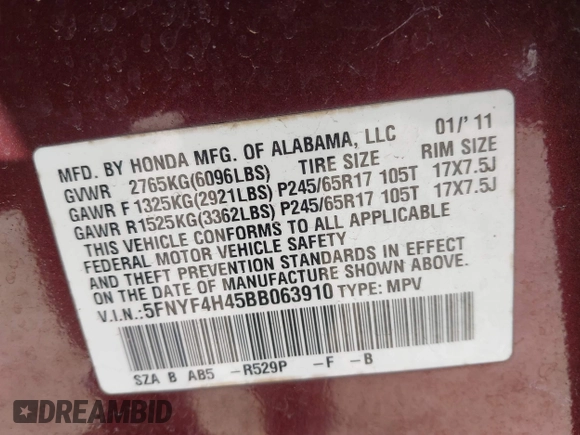 MFD. BY HONDA MFG. OF ALABAMA, LLC 01/'11
GVWR 2765KG(6096LBS) TIRE SIZE RIM SIZE
GAWR F 1325KG(2921LBS) P245/65R17 105T 17X7.5J
GAWR R1525KG(3362LBS) P245/65R17 105T 17X7.5J
THIS VEHICLE CONFORMS TO ALL APPLICABLE
FEDERAL MOTOR VEHICLE SAFETY
AND THEFT PREVENTION STANDARDS IN EFFECT
ON THE DATE OF MANUFACTURE SHOWN ABOVE.
V.I.N.:5FNYF4H45BB063910 TYPE: MPV
SZA B AB5 -R529P -F -B
DREAMBID